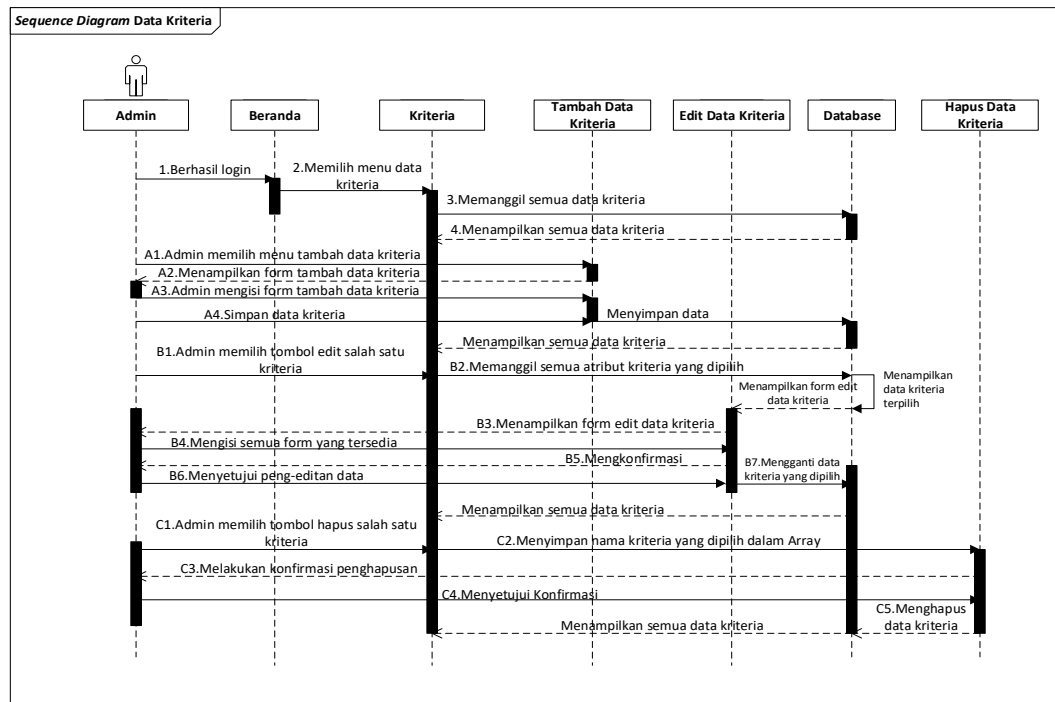 Sequence Diagram Data Kriteria
Admin
Beranda
Kriteria
Tambah Data
Kriteria
Edit Data Kriteria
Database
Hapus Data
Kriteria
1.Berhasil login
2.Memilih menu data
kriteria
3.Memanggil semua data kriteria
4.Menampilkan semua data kriteria
A1.Admin memilih menu tambah data kriteria
A2.Menampilkan form tambah data kriteria
A3.Admin mengisi form tambah data kriteria
A4.Simpan data kriteria
Menyimpan data
Menampilkan semua data kriteria
B1.Admin memilih tombol edit salah satu
kriteria
B2.Memanggil semua atribut kriteria yang dipilih
Menampilkan
data kriteria
terpilih
Menampilkan form edit
data kriteria
B3.Menampilkan form edit data kriteria
B4.Mengisi semua form yang tersedia
B5.Mengkonfirmasi
B6.Menyetujui peng-editan data
B7.Mengganti data
kriteria yang dipilih
Menampilkan semua data kriteria
C1.Admin memilih tombol hapus salah satu
kriteria
C2.Menyimpan nama kriteria yang dipilih dalam Array
C3.Melakukan konfirmasi penghapusan
C4.Menyetujui Konfirmasi
C5.Menghapus
data kriteria
Menampilkan semua data kriteria